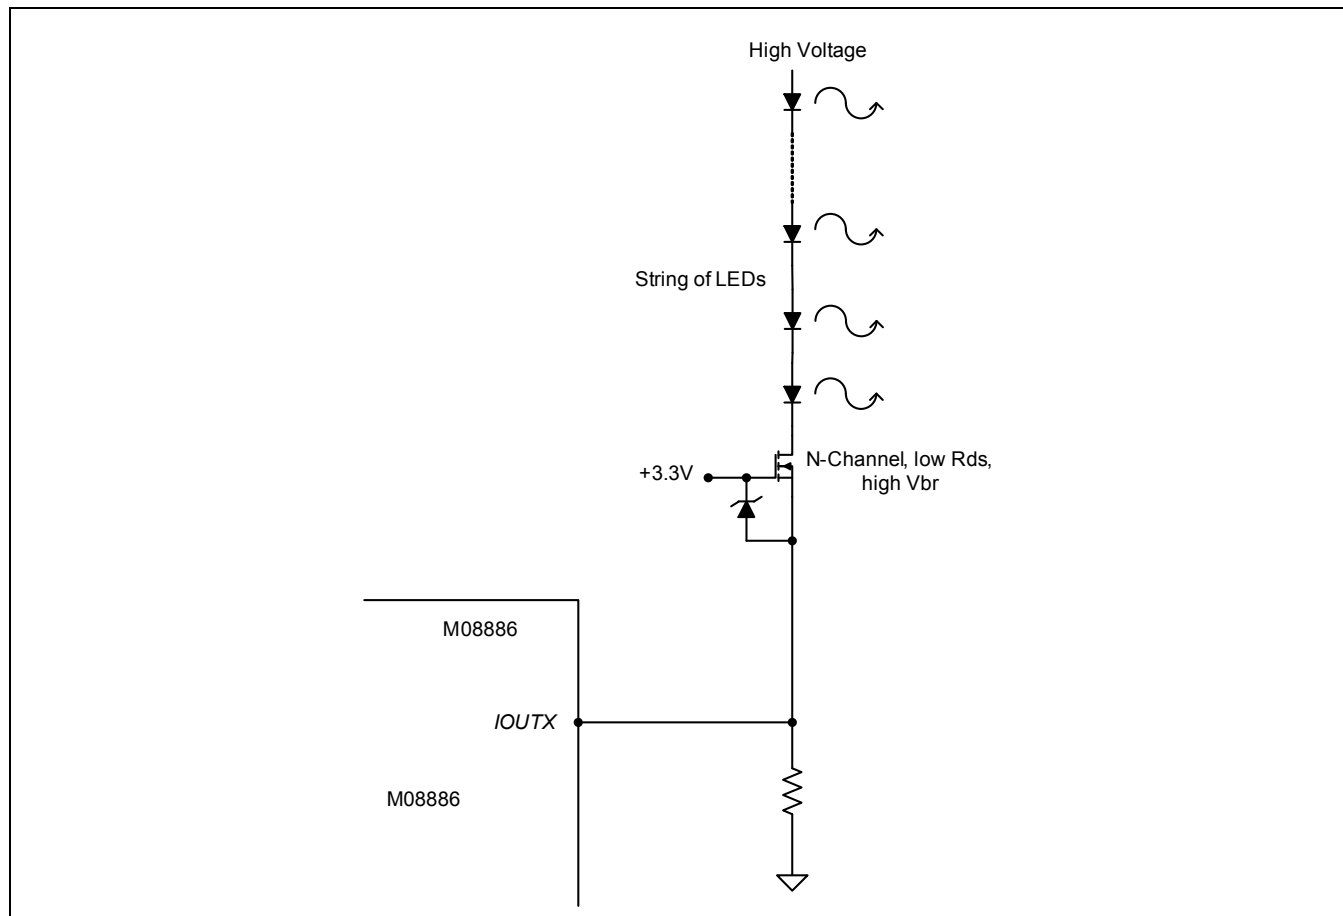 High Voltage
String of LEDs
N-Channel, low Rds,
high Vbr
+3.3V
M08886
IOUTX
M08886